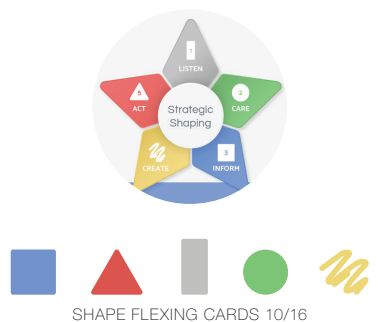 1
LISTEN
5
ACT
2
CARE
Strategic
Shaping
CREATE
3
INFORM
SHAPE FLEXING CARDS 10/16